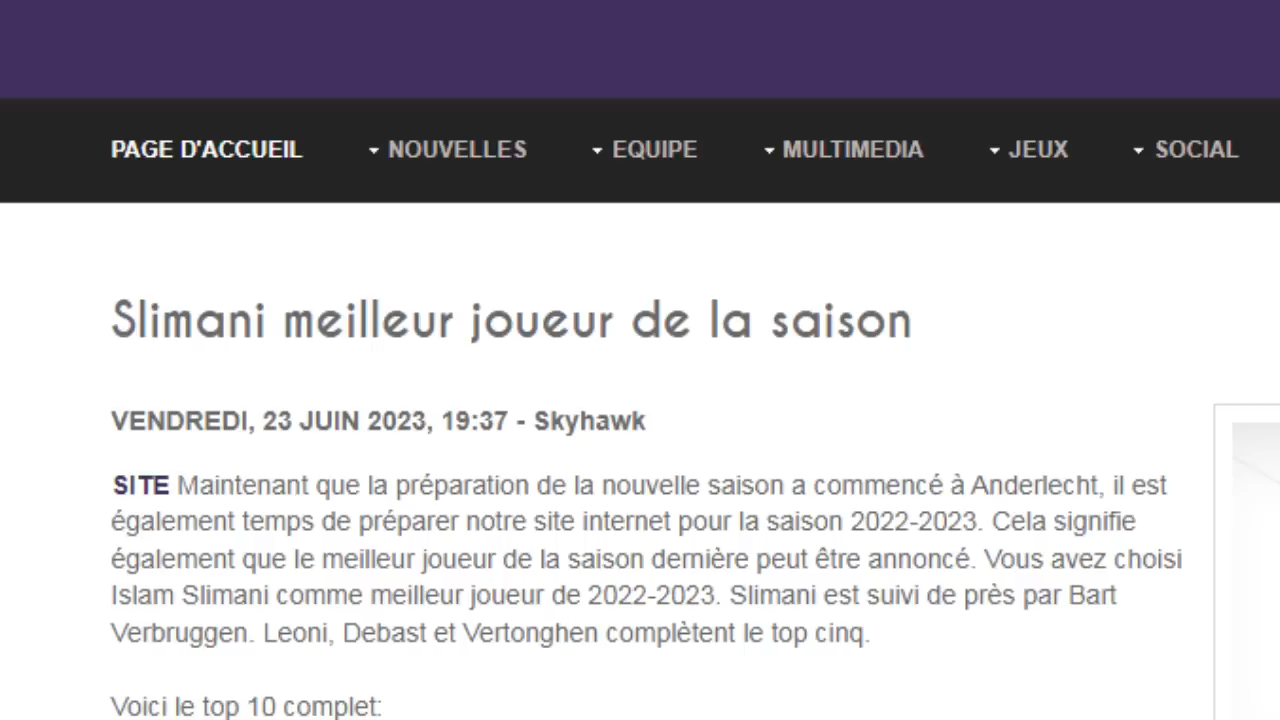 PAGE D'ACCUEIL NOUVELLES EQUIPE MULTIMEDIA JEUX SOCIAL
Slimani meilleur joueur de la saison
VENDREDI, 23 JUIN 2023, 19:37 - Skyhawk
SITE Maintenant que la préparation de la nouvelle saison a commencé à Anderlecht, il est
également temps de préparer notre site internet pour la saison 2022-2023. Cela signifie
également que le meilleur joueur de la saison dernière peut être annoncé. Vous avez choisi
Islam Slimani comme meilleur joueur de 2022-2023. Slimani est suivi de près par Bart
Verbruggen. Leoni, Debast et Vertonghen complètent le top cinq.
Voici le top 10 complet: